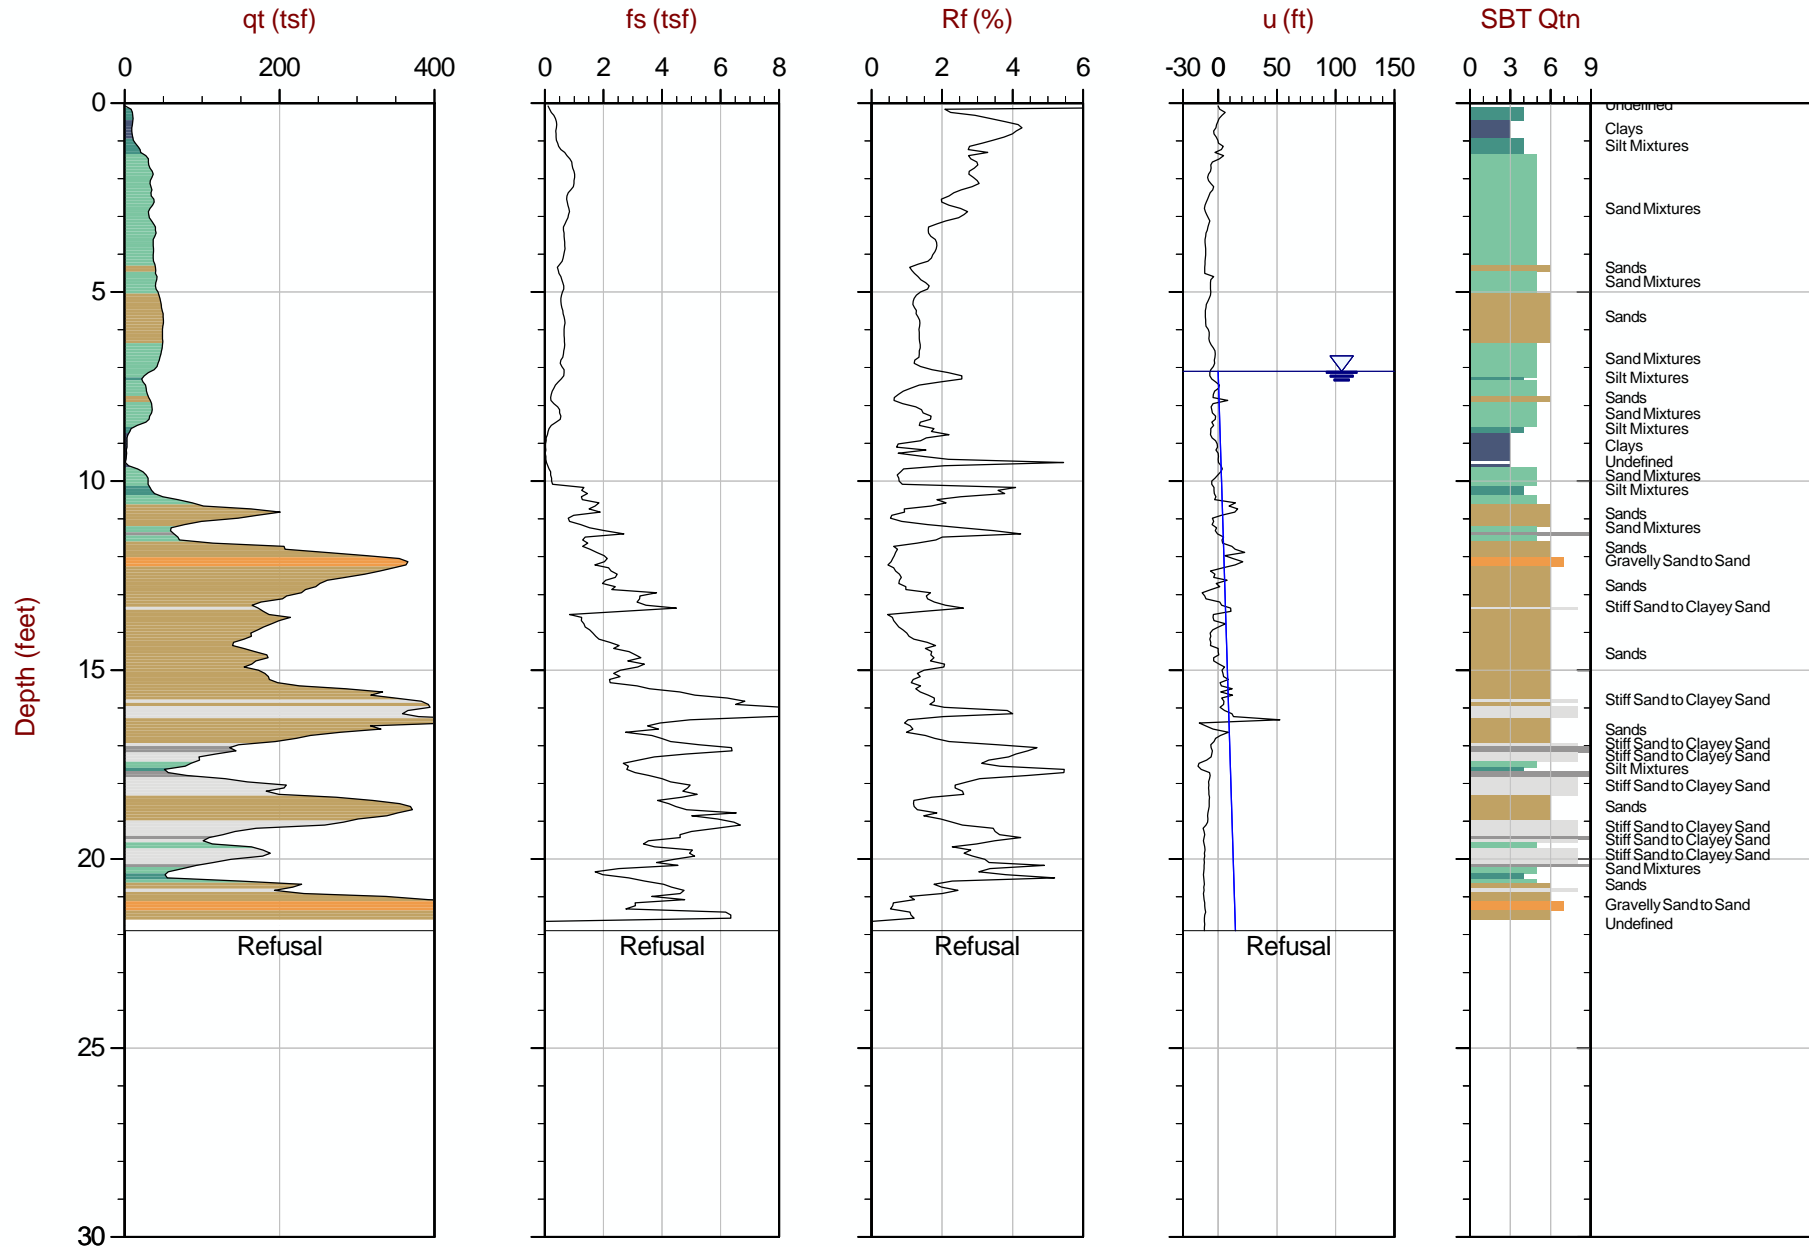 qt (tsf) fs (tsf) Rf (%) u (ft) SBT Qtn
0 200 400 0 2 4 6 8 0 2 4 6 -30 0 50 100 150 0 3 6 9
0
Undefined
Clays
Silt Mixtures
Sand Mixtures
Sands
Sand Mixtures
5
Sands
Sand Mixtures
Silt Mixtures
Sands
Sand Mixtures
Silt Mixtures
Clays
Undefined
Sand Mixtures
10
Silt Mixtures
Sands
Sand Mixtures
Sands
Gravelly Sand to Sand
Sands
Stiff Sand to Clayey Sand
Sands
15
Stiff Sand to Clayey Sand
Depth (feet)
Sands
Stiff Sand to Clayey Sand
Stiff Sand to Clayey Sand
Silt Mixtures
Stiff Sand to Clayey Sand
Sands
Stiff Sand to Clayey Sand
Stiff Sand to Clayey Sand
Stiff Sand to Clayey Sand
20
Sand Mixtures
Sands
Gravelly Sand to Sand
Undefined
Refusal Refusal Refusal Refusal
25
30